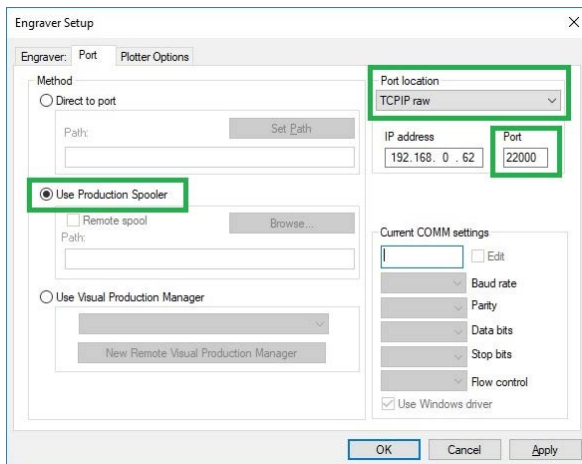 Engraver Setup
Engraver: Port Plotter Options
Method
Direct to port
Path:
Set Path
Use Production Spooler
Remote spool
Browse...
Path:
Use Visual Production Manager
New Remote Visual Production Manager
Port location
TCPIP raw
IP address
Port
192.168. 0 . 62
22000
Current COMM settings
Edit
Baud rate
Parity
Data bits
Stop bits
Flow control
Use Windows driver
OK Cancel Apply